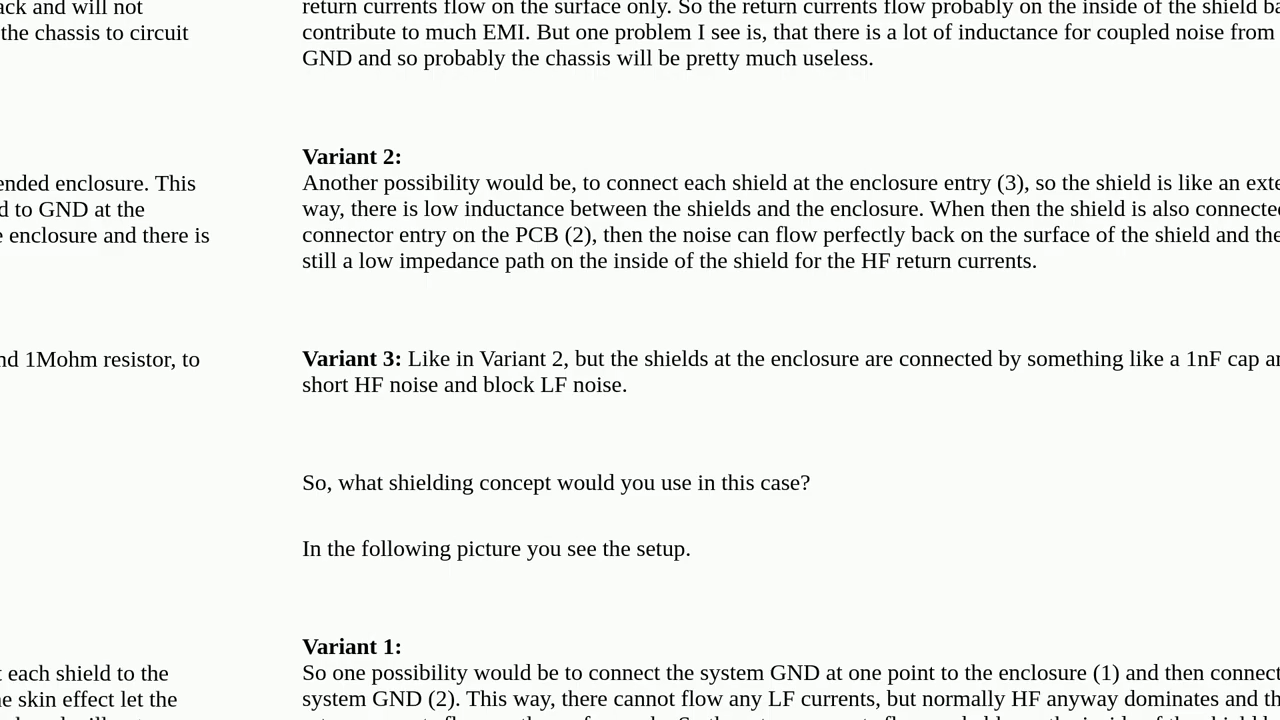 ack and will not
the chassis to circuit
ended enclosure. This
d to GND at the
e enclosure and there is
nd 1Mohm resistor, to
t each shield to the
e skin effect let the
return currents flow on the surface only. So the return currents flow probably on the inside of the shield ba
contribute to much EMI. But one problem I see is, that there is a lot of inductance for coupled noise from
GND and so probably the chassis will be pretty much useless.
Variant 2:
Another possibility would be, to connect each shield at the enclosure entry (3), so the shield is like an exte
way, there is low inductance between the shields and the enclosure. When then the shield is also connected
connector entry on the PCB (2), then the noise can flow perfectly back on the surface of the shield and the
still a low impedance path on the inside of the shield for the HF return currents.
Variant 3: Like in Variant 2, but the shields at the enclosure are connected by something like a 1nF cap an
short HF noise and block LF noise.
So, what shielding concept would you use in this case?
In the following picture you see the setup.
Variant 1:
So one possibility would be to connect the system GND at one point to the enclosure (1) and then connect
system GND (2). This way, there cannot flow any LF currents, but normally HF anyway dominates and th